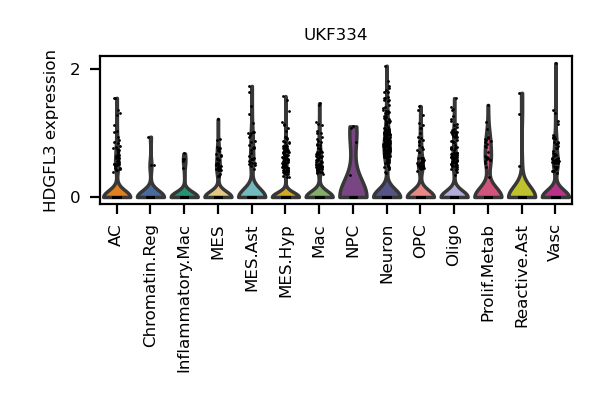 UKF334
HDGFL3 expression
2
0
AC
Chromatin.Reg
Inflammatory.Mac
MES
MES.Ast
MES.Hyp
Mac
NPC
Neuron
OPC
Oligo
Prolif.Metab
Reactive.Ast
Vasc